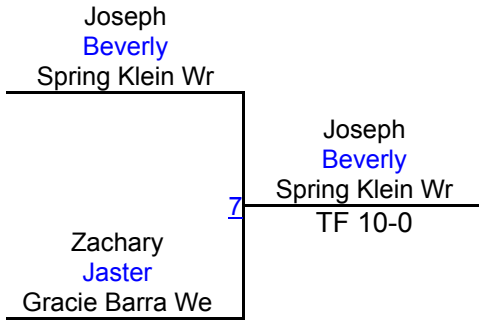 Joseph
Beverly
Spring Klein Wr
7
Joseph
Beverly
Spring Klein Wr
TF 10-0
Zachary
Jaster
Gracie Barra We